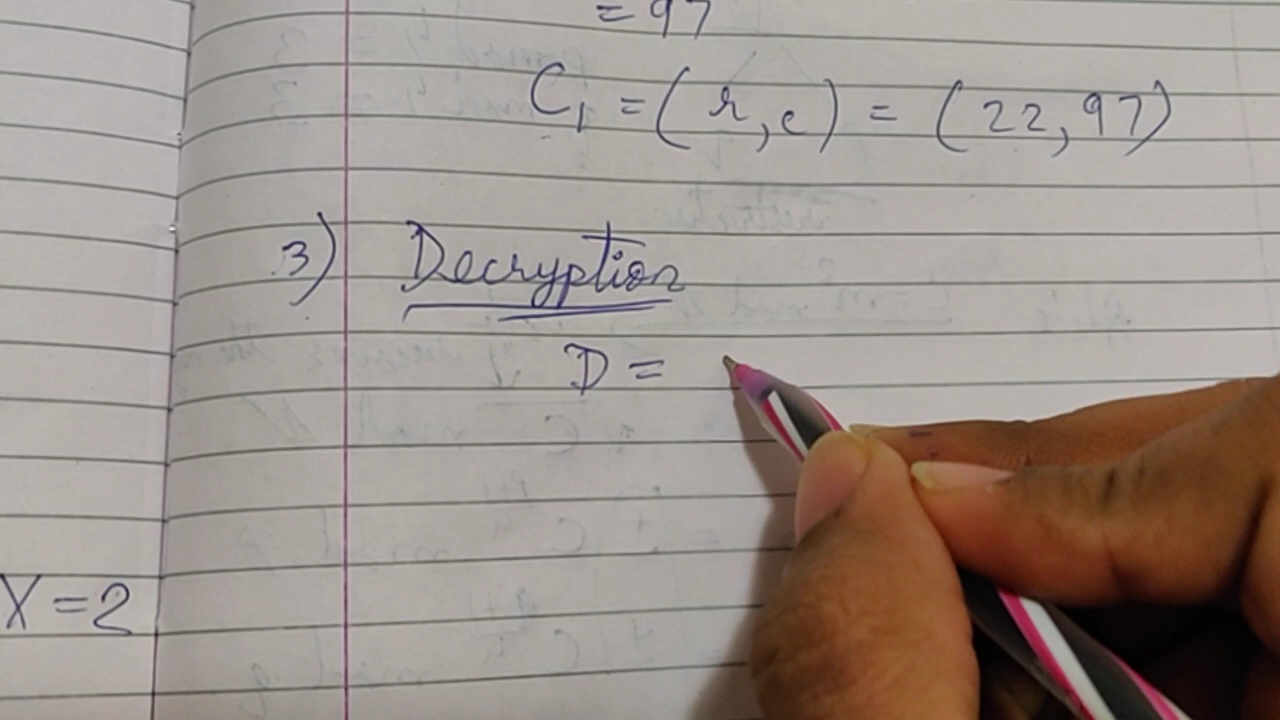 = 97
C₁ = (r, c) = (22, 97)
3) Decryption
D =
X = 2